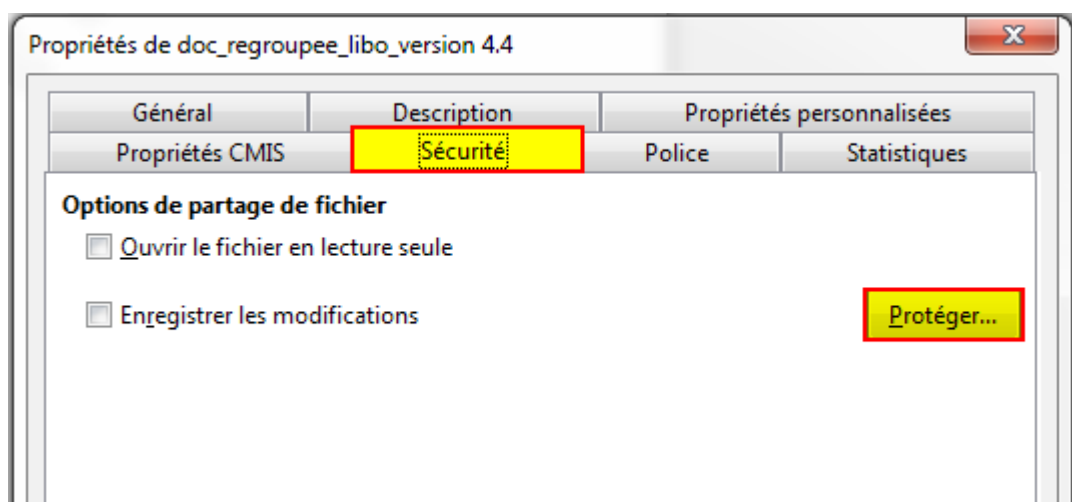 Propriétés de doc_regroupee_libo_version 4.4
Général Description Propriétés personnalisées
Propriétés CMIS Sécurité Police Statistiques
Options de partage de fichier
Ouvrir le fichier en lecture seule
Enregistrer les modifications Protéger...